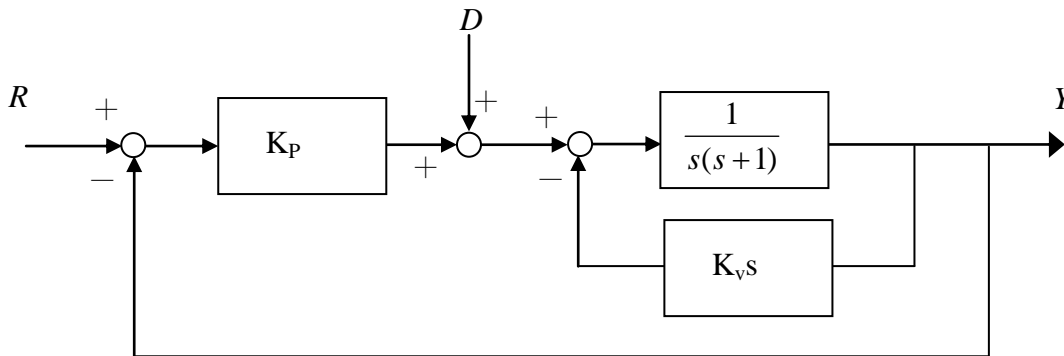 D
R
Y
+
+
+
K_P
+
1
s(s+1)
−
−
K_vs